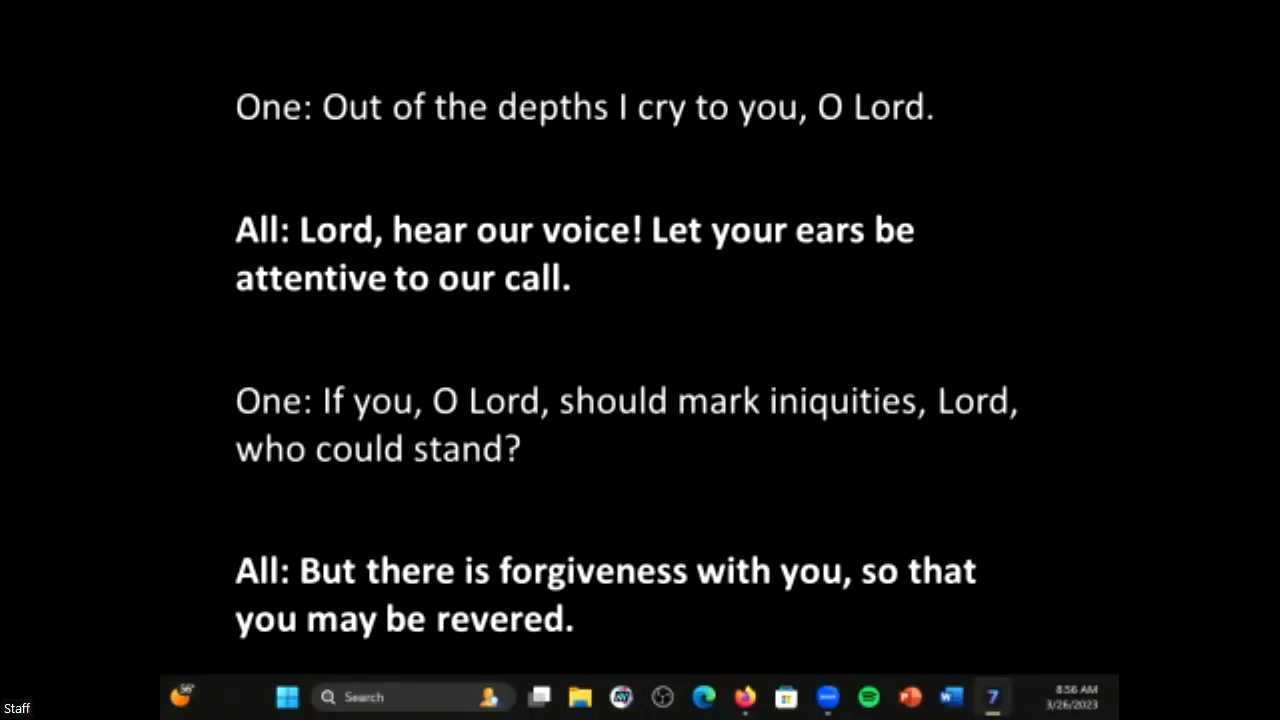 One: Out of the depths I cry to you, O Lord.
All: Lord, hear our voice! Let your ears be
attentive to our call.
One: If you, O Lord, should mark iniquities, Lord,
who could stand?
All: But there is forgiveness with you, so that
you may be revered.
56°
Search
8:56 AM
3/26/2023
Staff